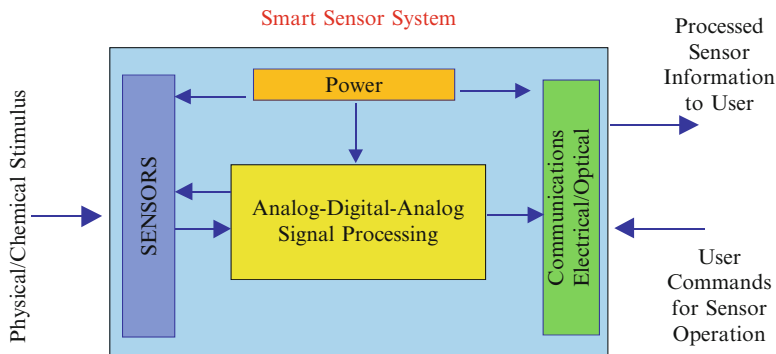 Smart Sensor System
Physical/Chemical Stimulus
SENSORS
Power
Analog-Digital-Analog
Signal Processing
Communications
Electrical/Optical
Processed
Sensor
Information
to User
User
Commands
for Sensor
Operation